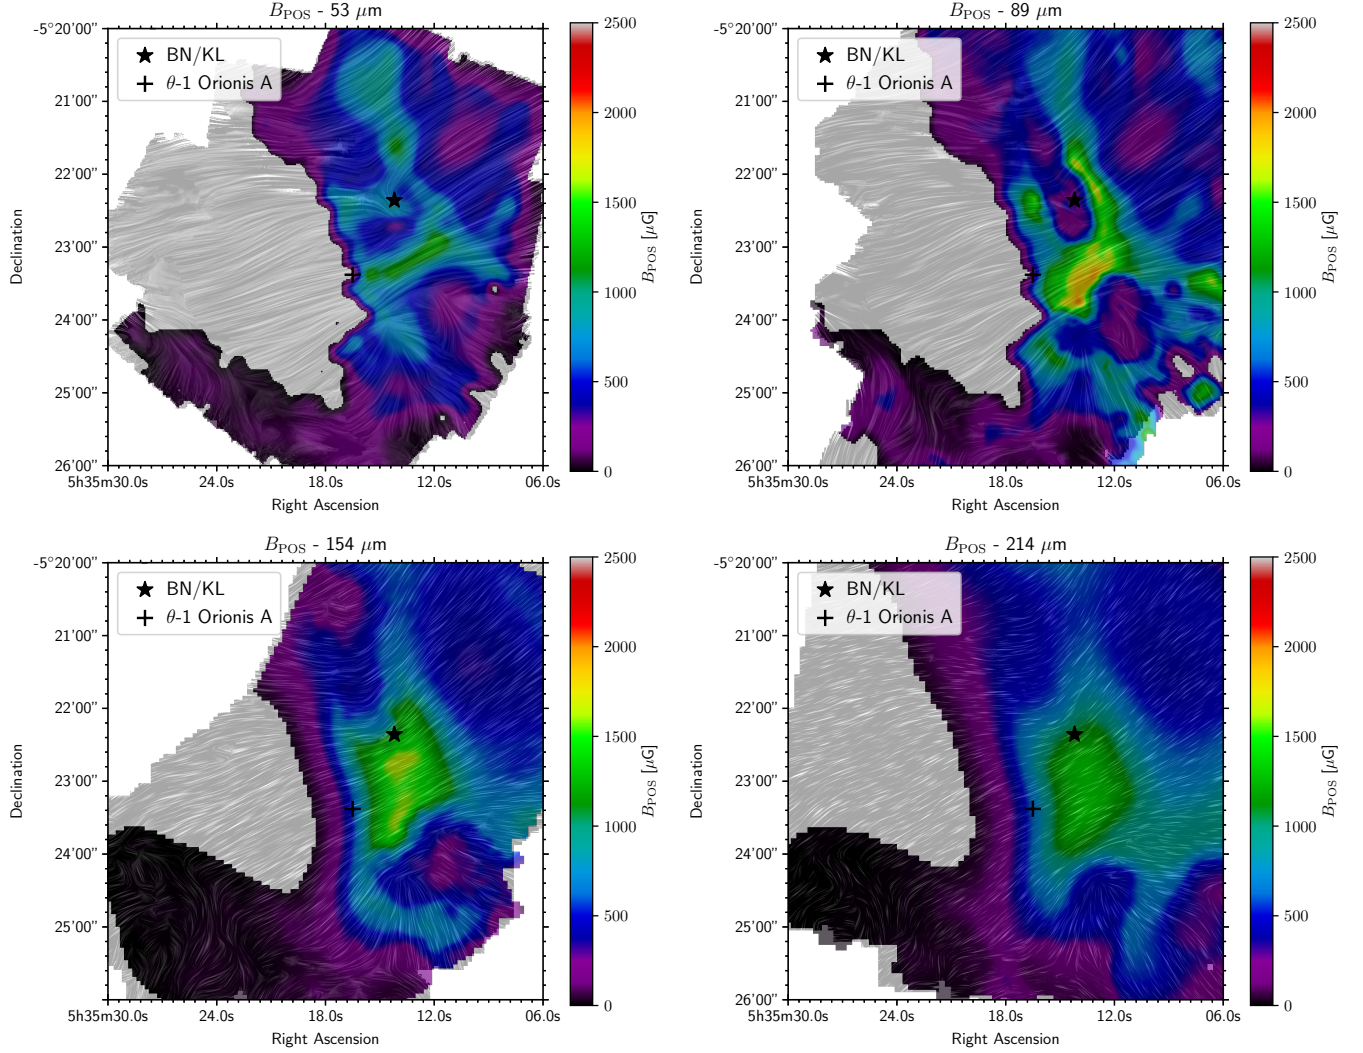 B_POS - 53 μm
B_POS - 89 μm
-5°20'00"
21'00"
22'00"
23'00"
24'00"
25'00"
26'00"
Declination
BN/KL
θ-1 Orionis A
5h35m30.0s 24.0s 18.0s 12.0s 06.0s
Right Ascension
2500
2000
1500
1000
500
0
B_POS [μG]
-5°20'00"
21'00"
22'00"
23'00"
24'00"
25'00"
26'00"
Declination
BN/KL
θ-1 Orionis A
5h35m30.0s 24.0s 18.0s 12.0s 06.0s
Right Ascension
2500
2000
1500
1000
500
0
B_POS [μG]
B_POS - 154 μm
B_POS - 214 μm
-5°20'00"
21'00"
22'00"
23'00"
24'00"
25'00"
26'00"
Declination
BN/KL
θ-1 Orionis A
5h35m30.0s 24.0s 18.0s 12.0s 06.0s
Right Ascension
2500
2000
1500
1000
500
0
B_POS [μG]
-5°20'00"
21'00"
22'00"
23'00"
24'00"
25'00"
26'00"
Declination
BN/KL
θ-1 Orionis A
5h35m30.0s 24.0s 18.0s 12.0s 06.0s
Right Ascension
2500
2000
1500
1000
500
0
B_POS [μG]